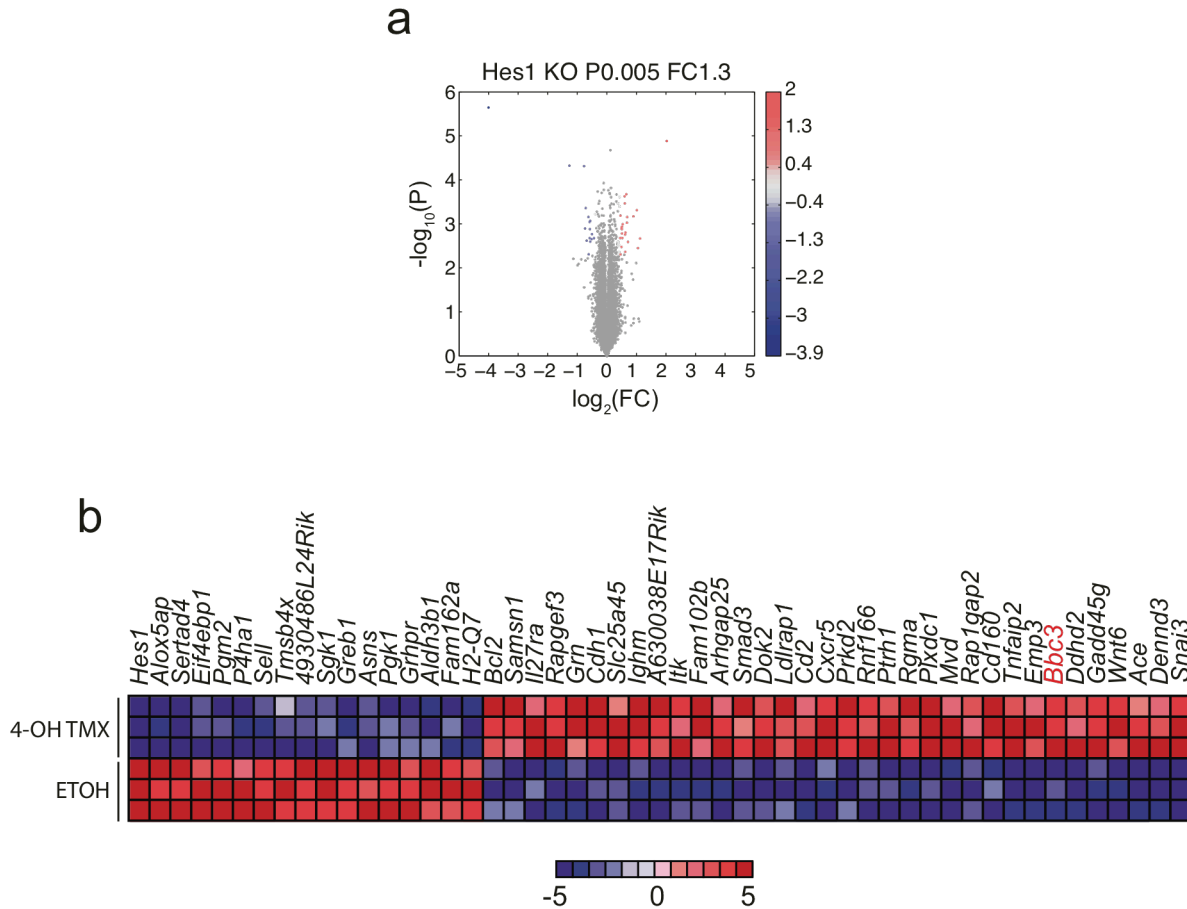 a
Hes1 KO P0.005 FC1.3
6
5
4
3
2
1
0
-log10(P)
−5 −4 −3 −2 −1 0 1 2 3 4 5
log2(FC)
2
1.3
0.4
−0.4
−1.3
−2.2
−3
−3.9
b
Hes1
Alox5ap
Sertad4
Eif4ebp1
Pgm2
P4ha1
Sell
Tmsb4x
4930486L24Rik
Sgk1
Greb1
Asns
Pgk1
Grhpr
Aldh3b1
Fam162a
H2-Q7
Bcl2
Samsn1
Il27ra
Rapgef3
Grn
Cdh1
Slc25a45
Ighm
A630038E17Rik
Itk
Fam102b
Arhgap25
Smad3
Dok2
Ldlrap1
Cd2
Cxcr5
Prkd2
Rnf166
Ptrh1
Rgma
Plxdc1
Mvd
Rap1gap2
Cd160
Tnfaip2
Emp3
Bbc3
Ddhd2
Gadd45g
Wnt6
Ace
Dennd3
Snai3
4-OH TMX
ETOH
-5 0 5